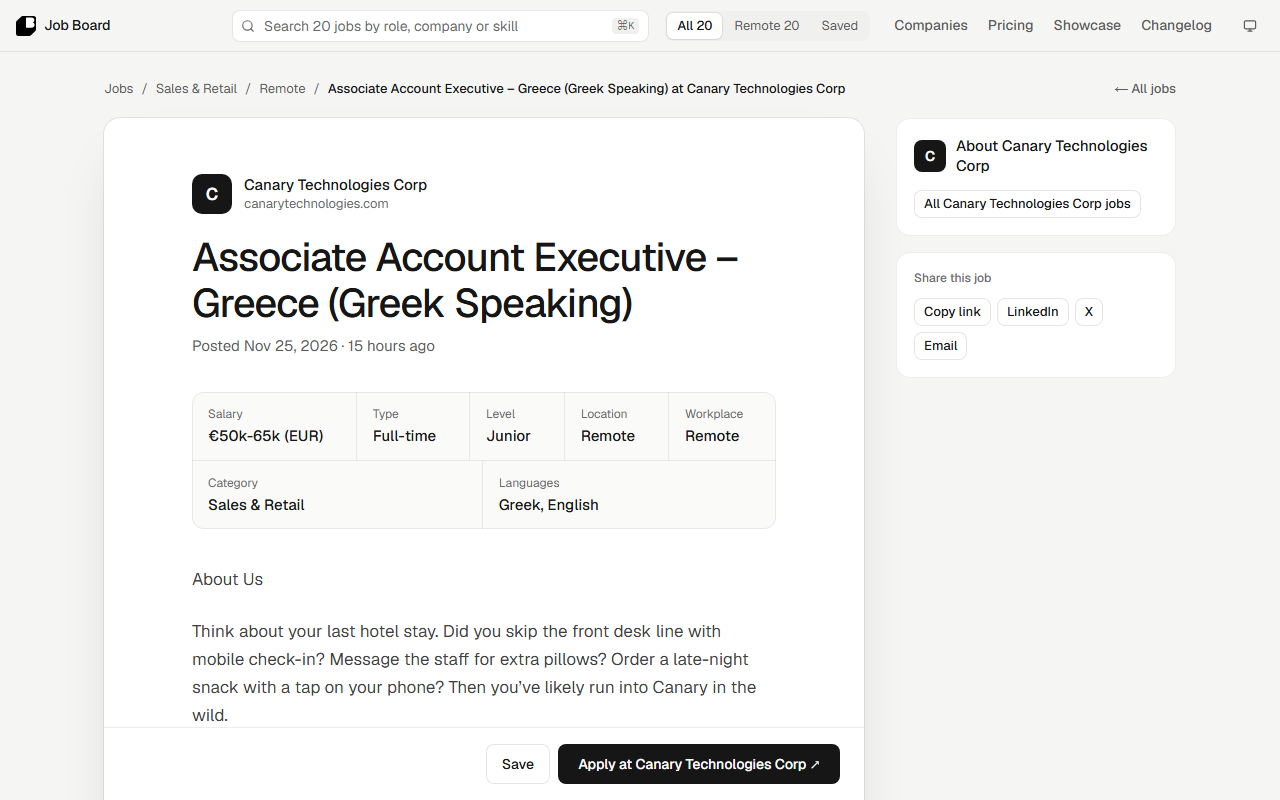 Job Board
Search 20 jobs by role, company or skill
⌘K
All 20
Remote 20
Saved
Companies
Pricing
Showcase
Changelog
Jobs / Sales & Retail / Remote / Associate Account Executive – Greece (Greek Speaking) at Canary Technologies Corp
← All jobs
C
Canary Technologies Corp
canarytechnologies.com
Associate Account Executive –
Greece (Greek Speaking)
Posted Nov 25, 2026 · 15 hours ago
Salary
€50k-65k (EUR)
Type
Full-time
Level
Junior
Location
Remote
Workplace
Remote
Category
Sales & Retail
Languages
Greek, English
About Us
Think about your last hotel stay. Did you skip the front desk line with
mobile check-in? Message the staff for extra pillows? Order a late-night
snack with a tap on your phone? Then you’ve likely run into Canary in the
wild.
Save
Apply at Canary Technologies Corp ↗
C
About Canary Technologies
Corp
All Canary Technologies Corp jobs
Share this job
Copy link
LinkedIn
X
Email